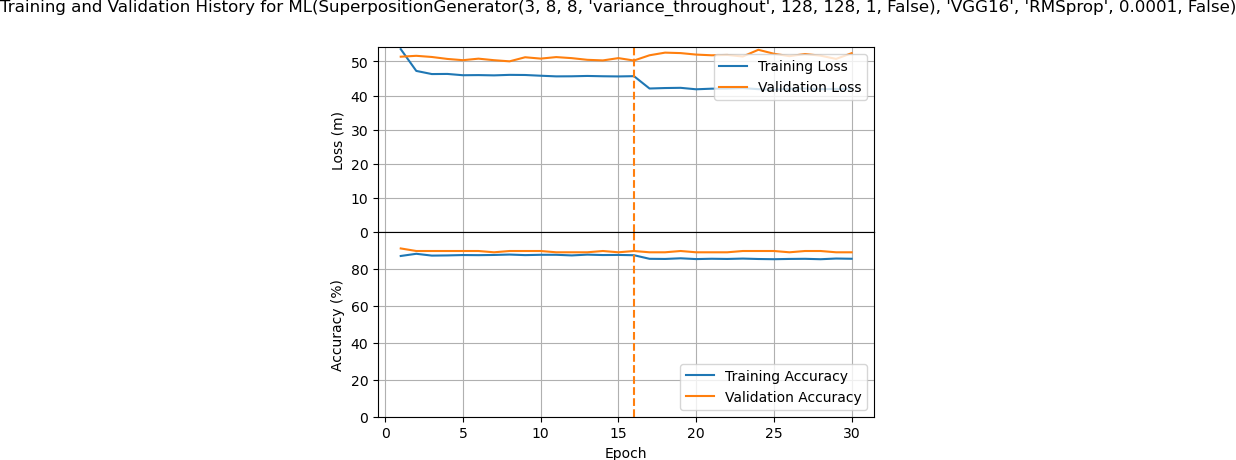 Training and Validation History for ML(SuperpositionGenerator(3, 8, 8, 'variance_throughout', 128, 128, 1, False), 'VGG16', 'RMSprop', 0.0001, False)
50
40
30
20
10
0
Loss (m)
Training Loss
Validation Loss
80
60
40
20
0
Accuracy (%)
Training Accuracy
Validation Accuracy
0 5 10 15 20 25 30
Epoch